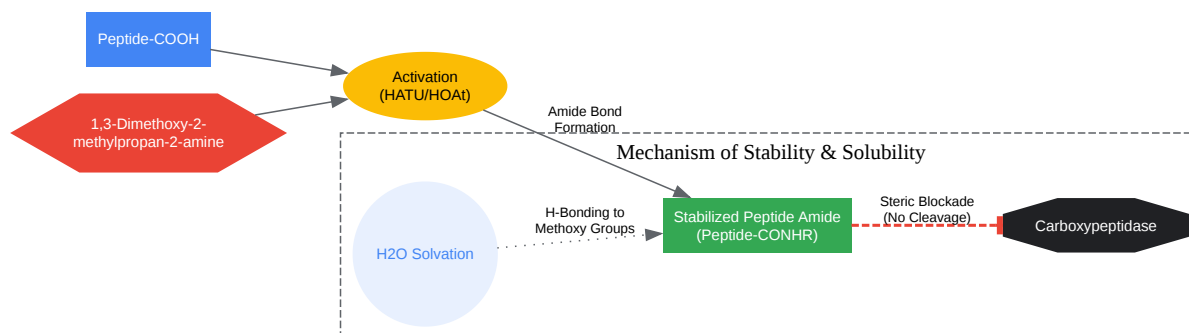 Peptide-COOH
1,3-Dimethoxy-2-
methylpropan-2-amine
Activation
(HATU/HOAt)
Amide Bond
Formation
Mechanism of Stability & Solubility
H2O Solvation
H-Bonding to
Methoxy Groups
Stabilized Peptide Amide
(Peptide-CONHR)
Steric Blockade
(No Cleavage)
Carboxypeptidase